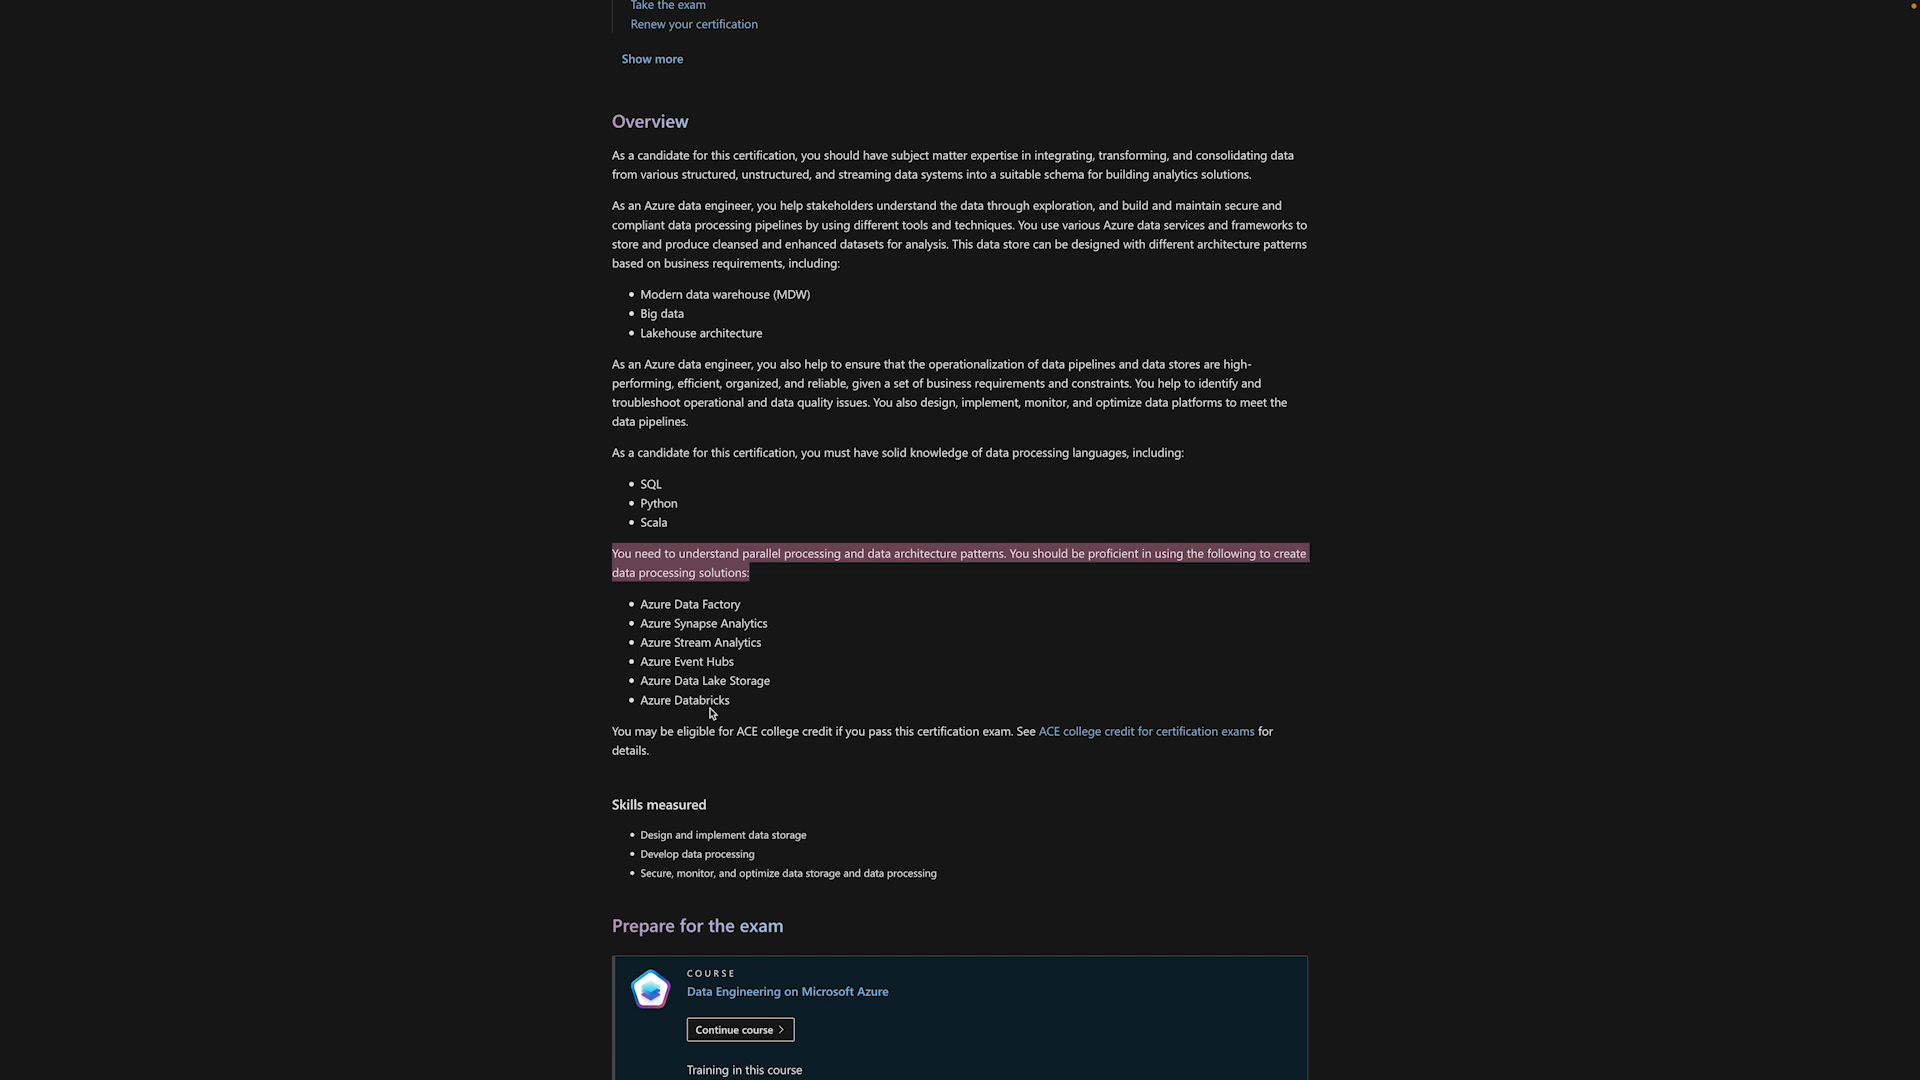 Take the exam
Renew your certification
Show more
Overview
As a candidate for this certification, you should have subject matter expertise in integrating, transforming, and consolidating data
from various structured, unstructured, and streaming data systems into a suitable schema for building analytics solutions.
As an Azure data engineer, you help stakeholders understand the data through exploration, and build and maintain secure and
compliant data processing pipelines by using different tools and techniques. You use various Azure data services and frameworks to
store and produce cleansed and enhanced datasets for analysis. This data store can be designed with different architecture patterns
based on business requirements, including:
• Modern data warehouse (MDW)
• Big data
• Lakehouse architecture
As an Azure data engineer, you also help to ensure that the operationalization of data pipelines and data stores are high-
performing, efficient, organized, and reliable, given a set of business requirements and constraints. You help to identify and
troubleshoot operational and data quality issues. You also design, implement, monitor, and optimize data platforms to meet the
data pipelines.
As a candidate for this certification, you must have solid knowledge of data processing languages, including:
• SQL
• Python
• Scala
You need to understand parallel processing and data architecture patterns. You should be proficient in using the following to create
data processing solutions:
• Azure Data Factory
• Azure Synapse Analytics
• Azure Stream Analytics
• Azure Event Hubs
• Azure Data Lake Storage
• Azure Databricks
You may be eligible for ACE college credit if you pass this certification exam. See ACE college credit for certification exams for
details.
Skills measured
• Design and implement data storage
• Develop data processing
• Secure, monitor, and optimize data storage and data processing
Prepare for the exam
COURSE
Data Engineering on Microsoft Azure
Continue course >
Training in this course